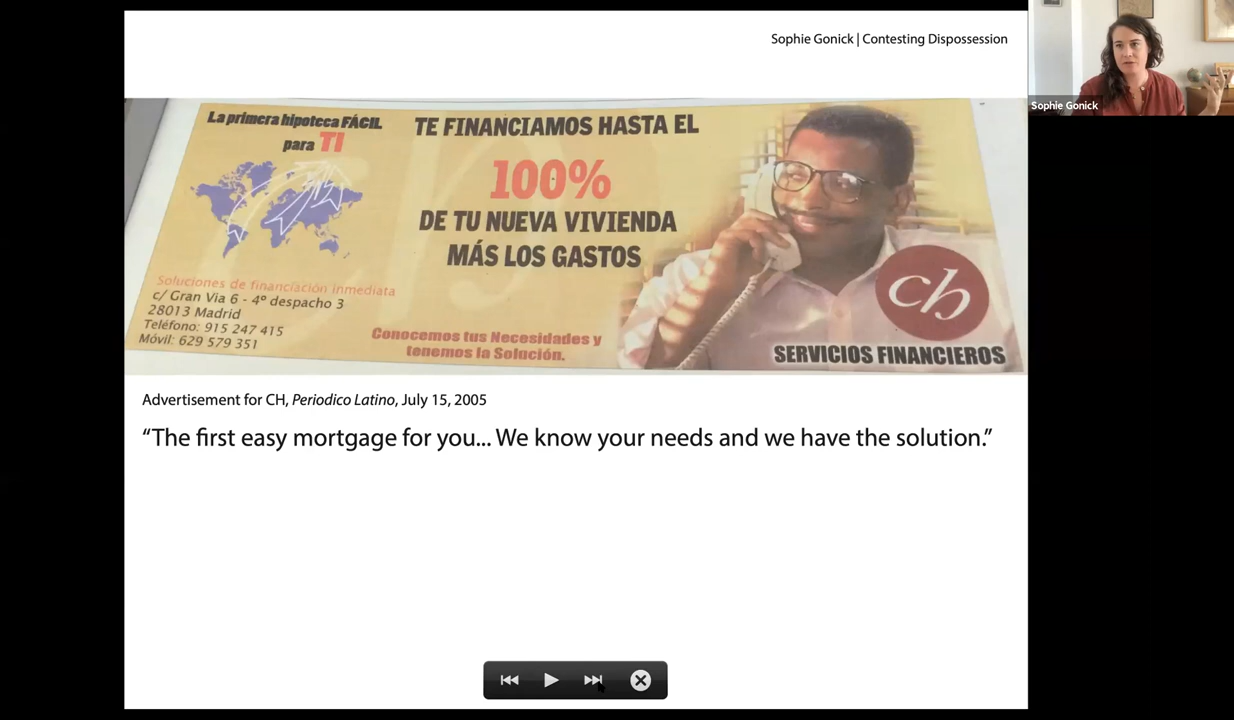 Sophie Gonick | Contesting Dispossession
Sophie Gonick
La primera hipoteca FÁCIL
para TI
TE FINANCIAMOS HASTA EL
100%
DE TU NUEVA VIVIENDA
MÁS LOS GASTOS
Soluciones de financiación inmediata
c/ Gran Via 6 - 4º despacho 3
28013 Madrid
Teléfono: 915 247 415
Móvil: 629 579 351
Conocemos tus Necesidades y
tenemos la Solución.
ch
SERVICIOS FINANCIEROS
Advertisement for CH, Periodico Latino, July 15, 2005
“The first easy mortgage for you... We know your needs and we have the solution.”